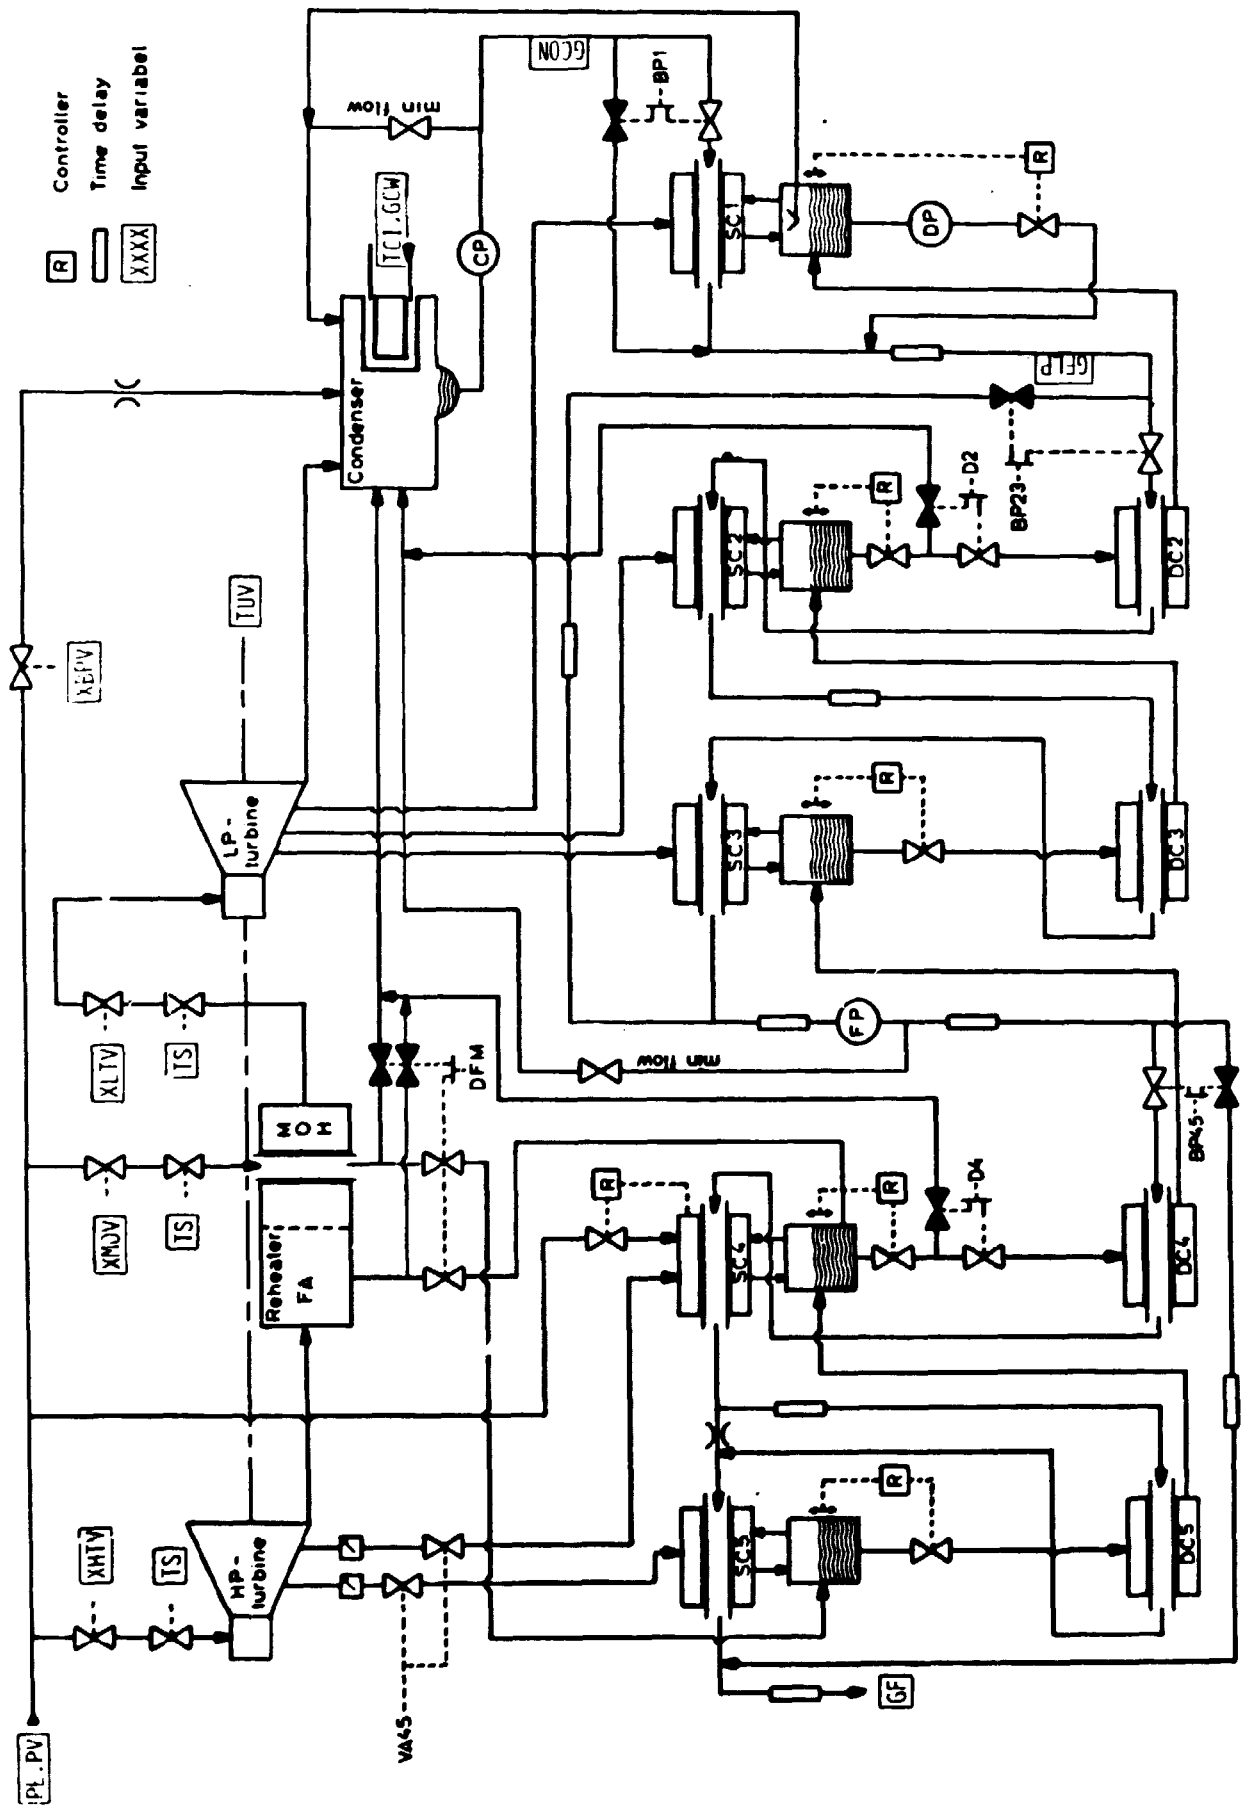 R Controller
Time delay
XXXX Input variabel
PL.PV
XHTV
TS
HP-
turbine
VA45
XMOV
TS
Reheater
FA
MOH
XLTV
TS
DFM
LP-
turbine
TUV
XBPV
Condenser
TC1.GCW
CP
min flow
GCON
BP1
SC1
R
DP
GFLP
SC2
R
D2
BP23
DC2
SC3
R
DC3
FP
min flow
R
SC4
R
D4
DC4
BP45
SC5
R
DC5
GF